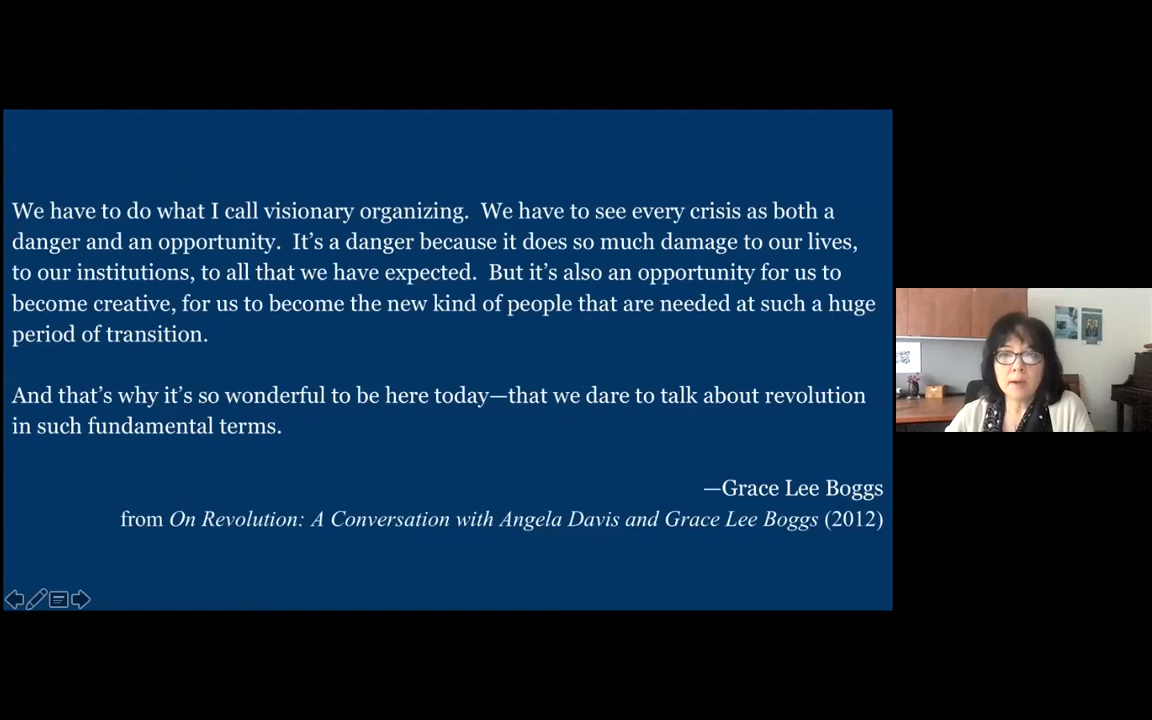 We have to do what I call visionary organizing.  We have to see every crisis as both a
danger and an opportunity.  It’s a danger because it does so much damage to our lives,
to our institutions, to all that we have expected.  But it’s also an opportunity for us to
become creative, for us to become the new kind of people that are needed at such a huge
period of transition.
And that’s why it’s so wonderful to be here today—that we dare to talk about revolution
in such fundamental terms.
—Grace Lee Boggs
from On Revolution: A Conversation with Angela Davis and Grace Lee Boggs (2012)